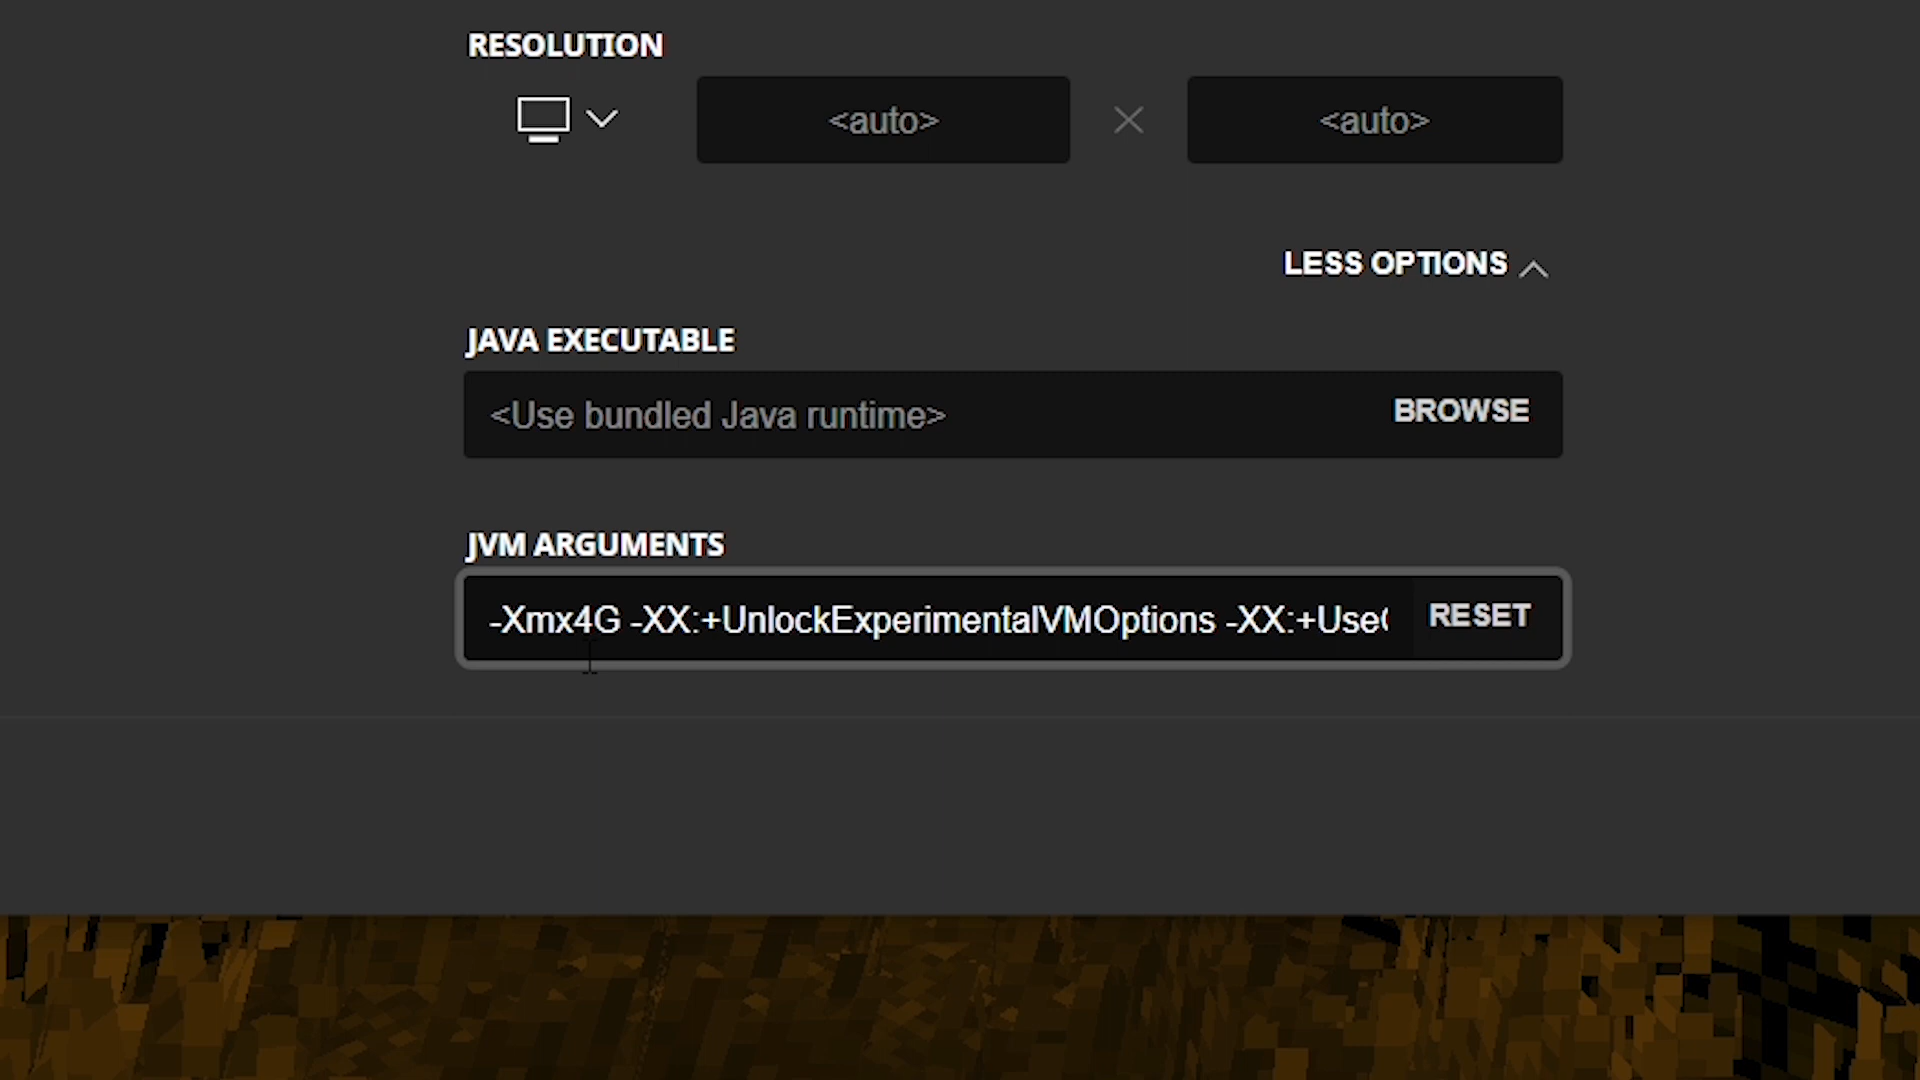 RESOLUTION
<auto>
<auto>
LESS OPTIONS
JAVA EXECUTABLE
<Use bundled Java runtime>
BROWSE
JVM ARGUMENTS
-Xmx4G -XX:+UnlockExperimentalVMOptions -XX:+Use
RESET